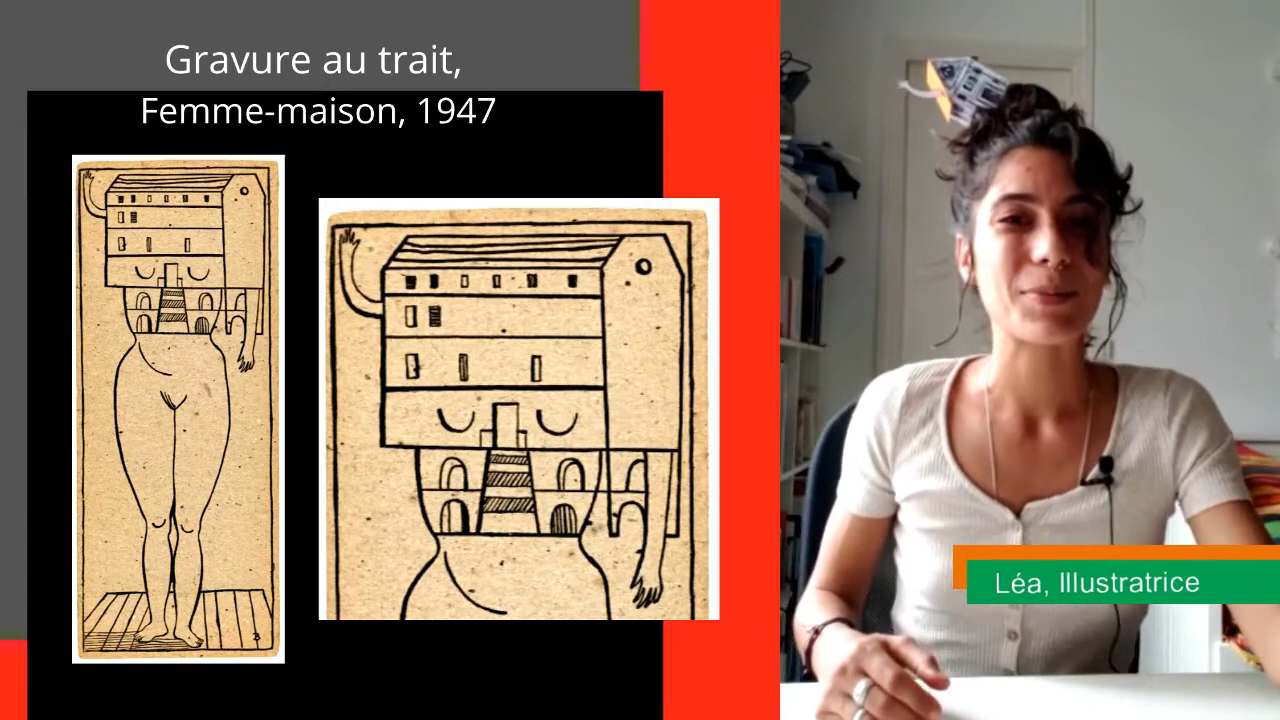 Gravure au trait,
Femme-maison, 1947
Léa, Illustratrice